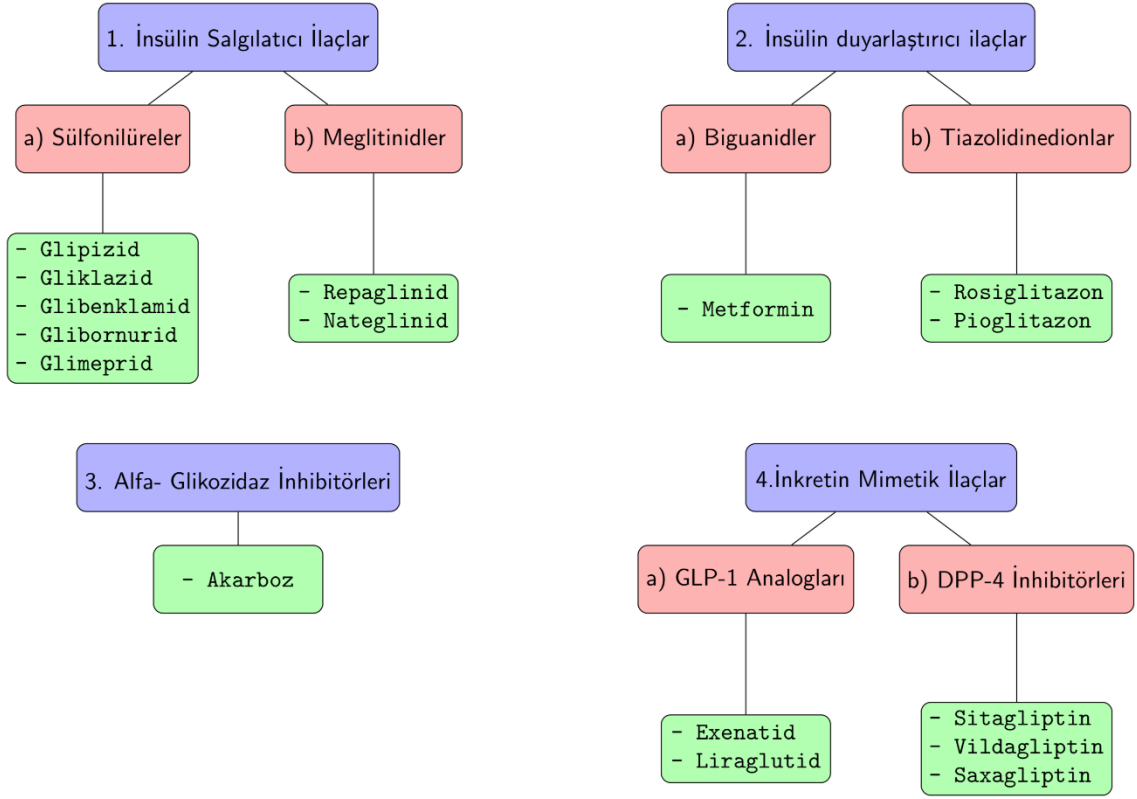 1. İnsülin Salgılatıcı İlaçlar
a) Sülfonilüreler
b) Meglitinidler
- Glipizid
- Gliklazid
- Glibenklamid
- Glibornurid
- Glimeprid
- Repaglinid
- Nateglinid
2. İnsülin duyarlaştırıcı ilaçlar
a) Biguanidler
b) Tiazolidinedionlar
- Metformin
- Rosiglitazon
- Pioglitazon
3. Alfa- Glikozidaz İnhibitörleri
- Akarboz
4.İnkretin Mimetik İlaçlar
a) GLP-1 Analogları
b) DPP-4 İnhibitörleri
- Exenatid
- Liraglutid
- Sitagliptin
- Vildagliptin
- Saxagliptin